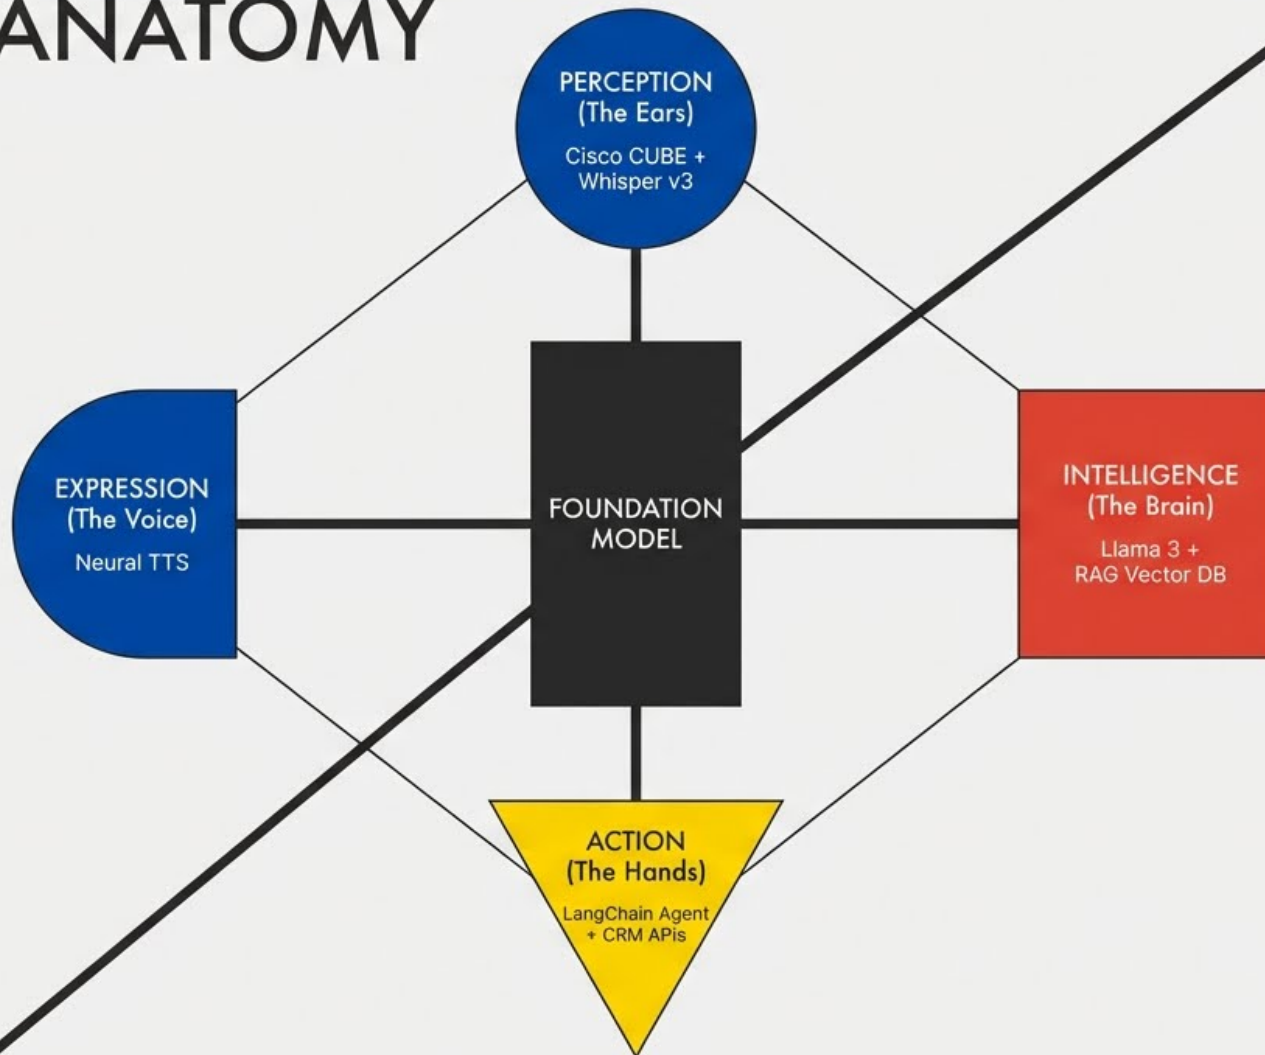 ANATOMY
PERCEPTION
(The Ears)
Cisco CUBE +
Whisper v3
EXPRESSION
(The Voice)
Neural TTS
FOUNDATION
MODEL
INTELLIGENCE
(The Brain)
Llama 3 +
RAG Vector DB
ACTION
(The Hands)
LangChain Agent
+ CRM APis